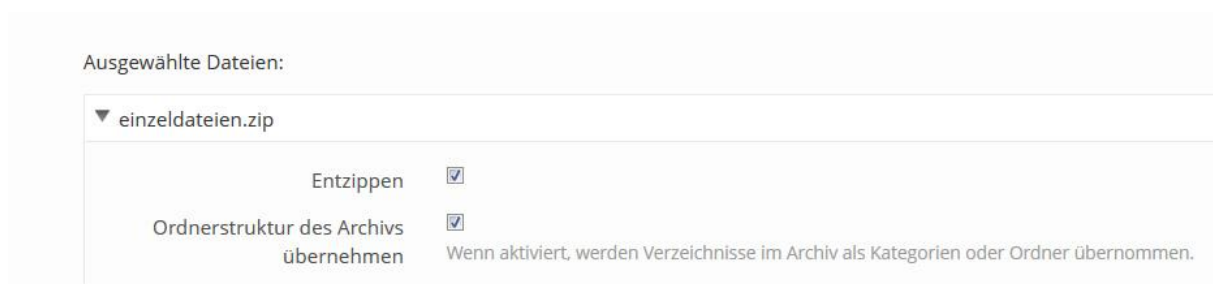 Ausgewählte Dateien:
einzeldateien.zip
Entzippen
Ordnerstruktur des Archivs
übernehmen
Wenn aktiviert, werden Verzeichnisse im Archiv als Kategorien oder Ordner übernommen.